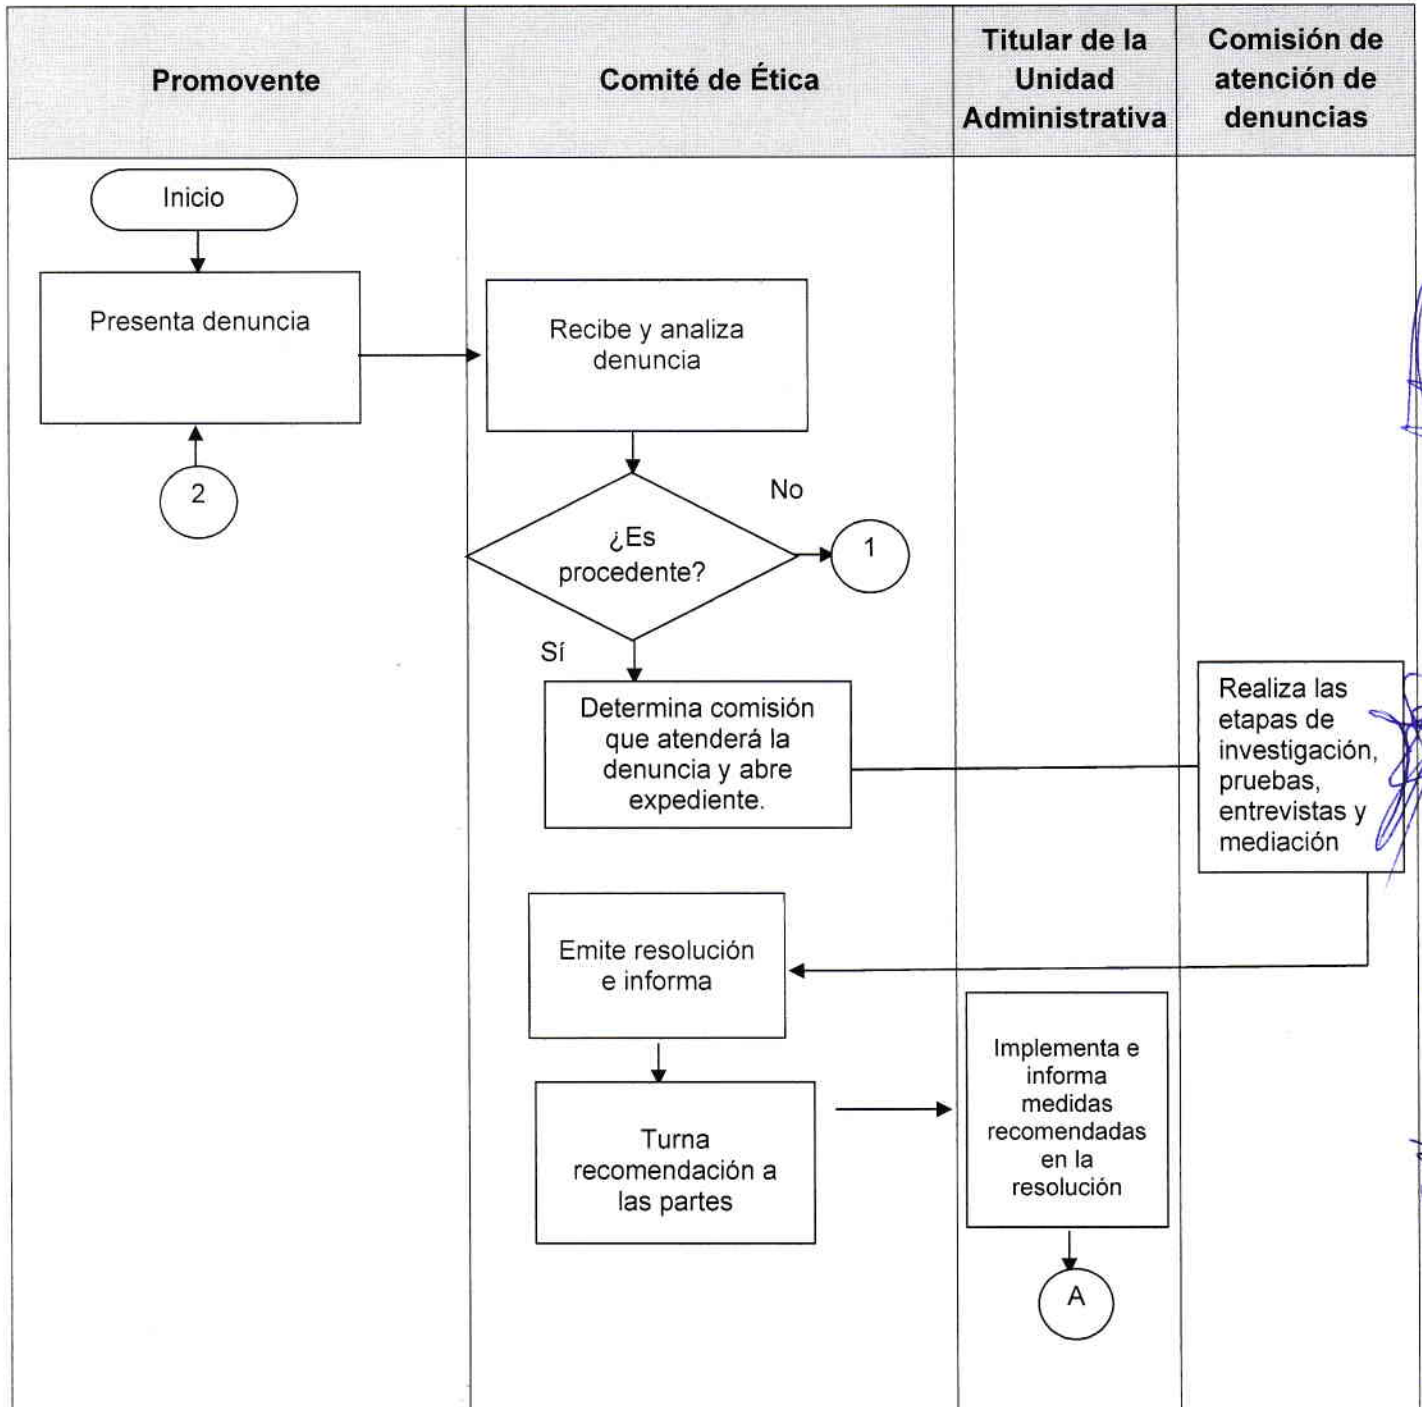 Promovente
Comité de Ética
Titular de la
Unidad
Administrativa
Comisión de
atención de
denuncias
Inicio
Presenta denuncia
2
Recibe y analiza
denuncia
¿Es
procedente?
No
1
Sí
Determina comisión
que atenderá la
denuncia y abre
expediente.
Realiza las
etapas de
investigación,
pruebas,
entrevistas y
mediación
Emite resolución
e informa
Turna
recomendación a
las partes
Implementa e
informa
medidas
recomendadas
en la
resolución
A